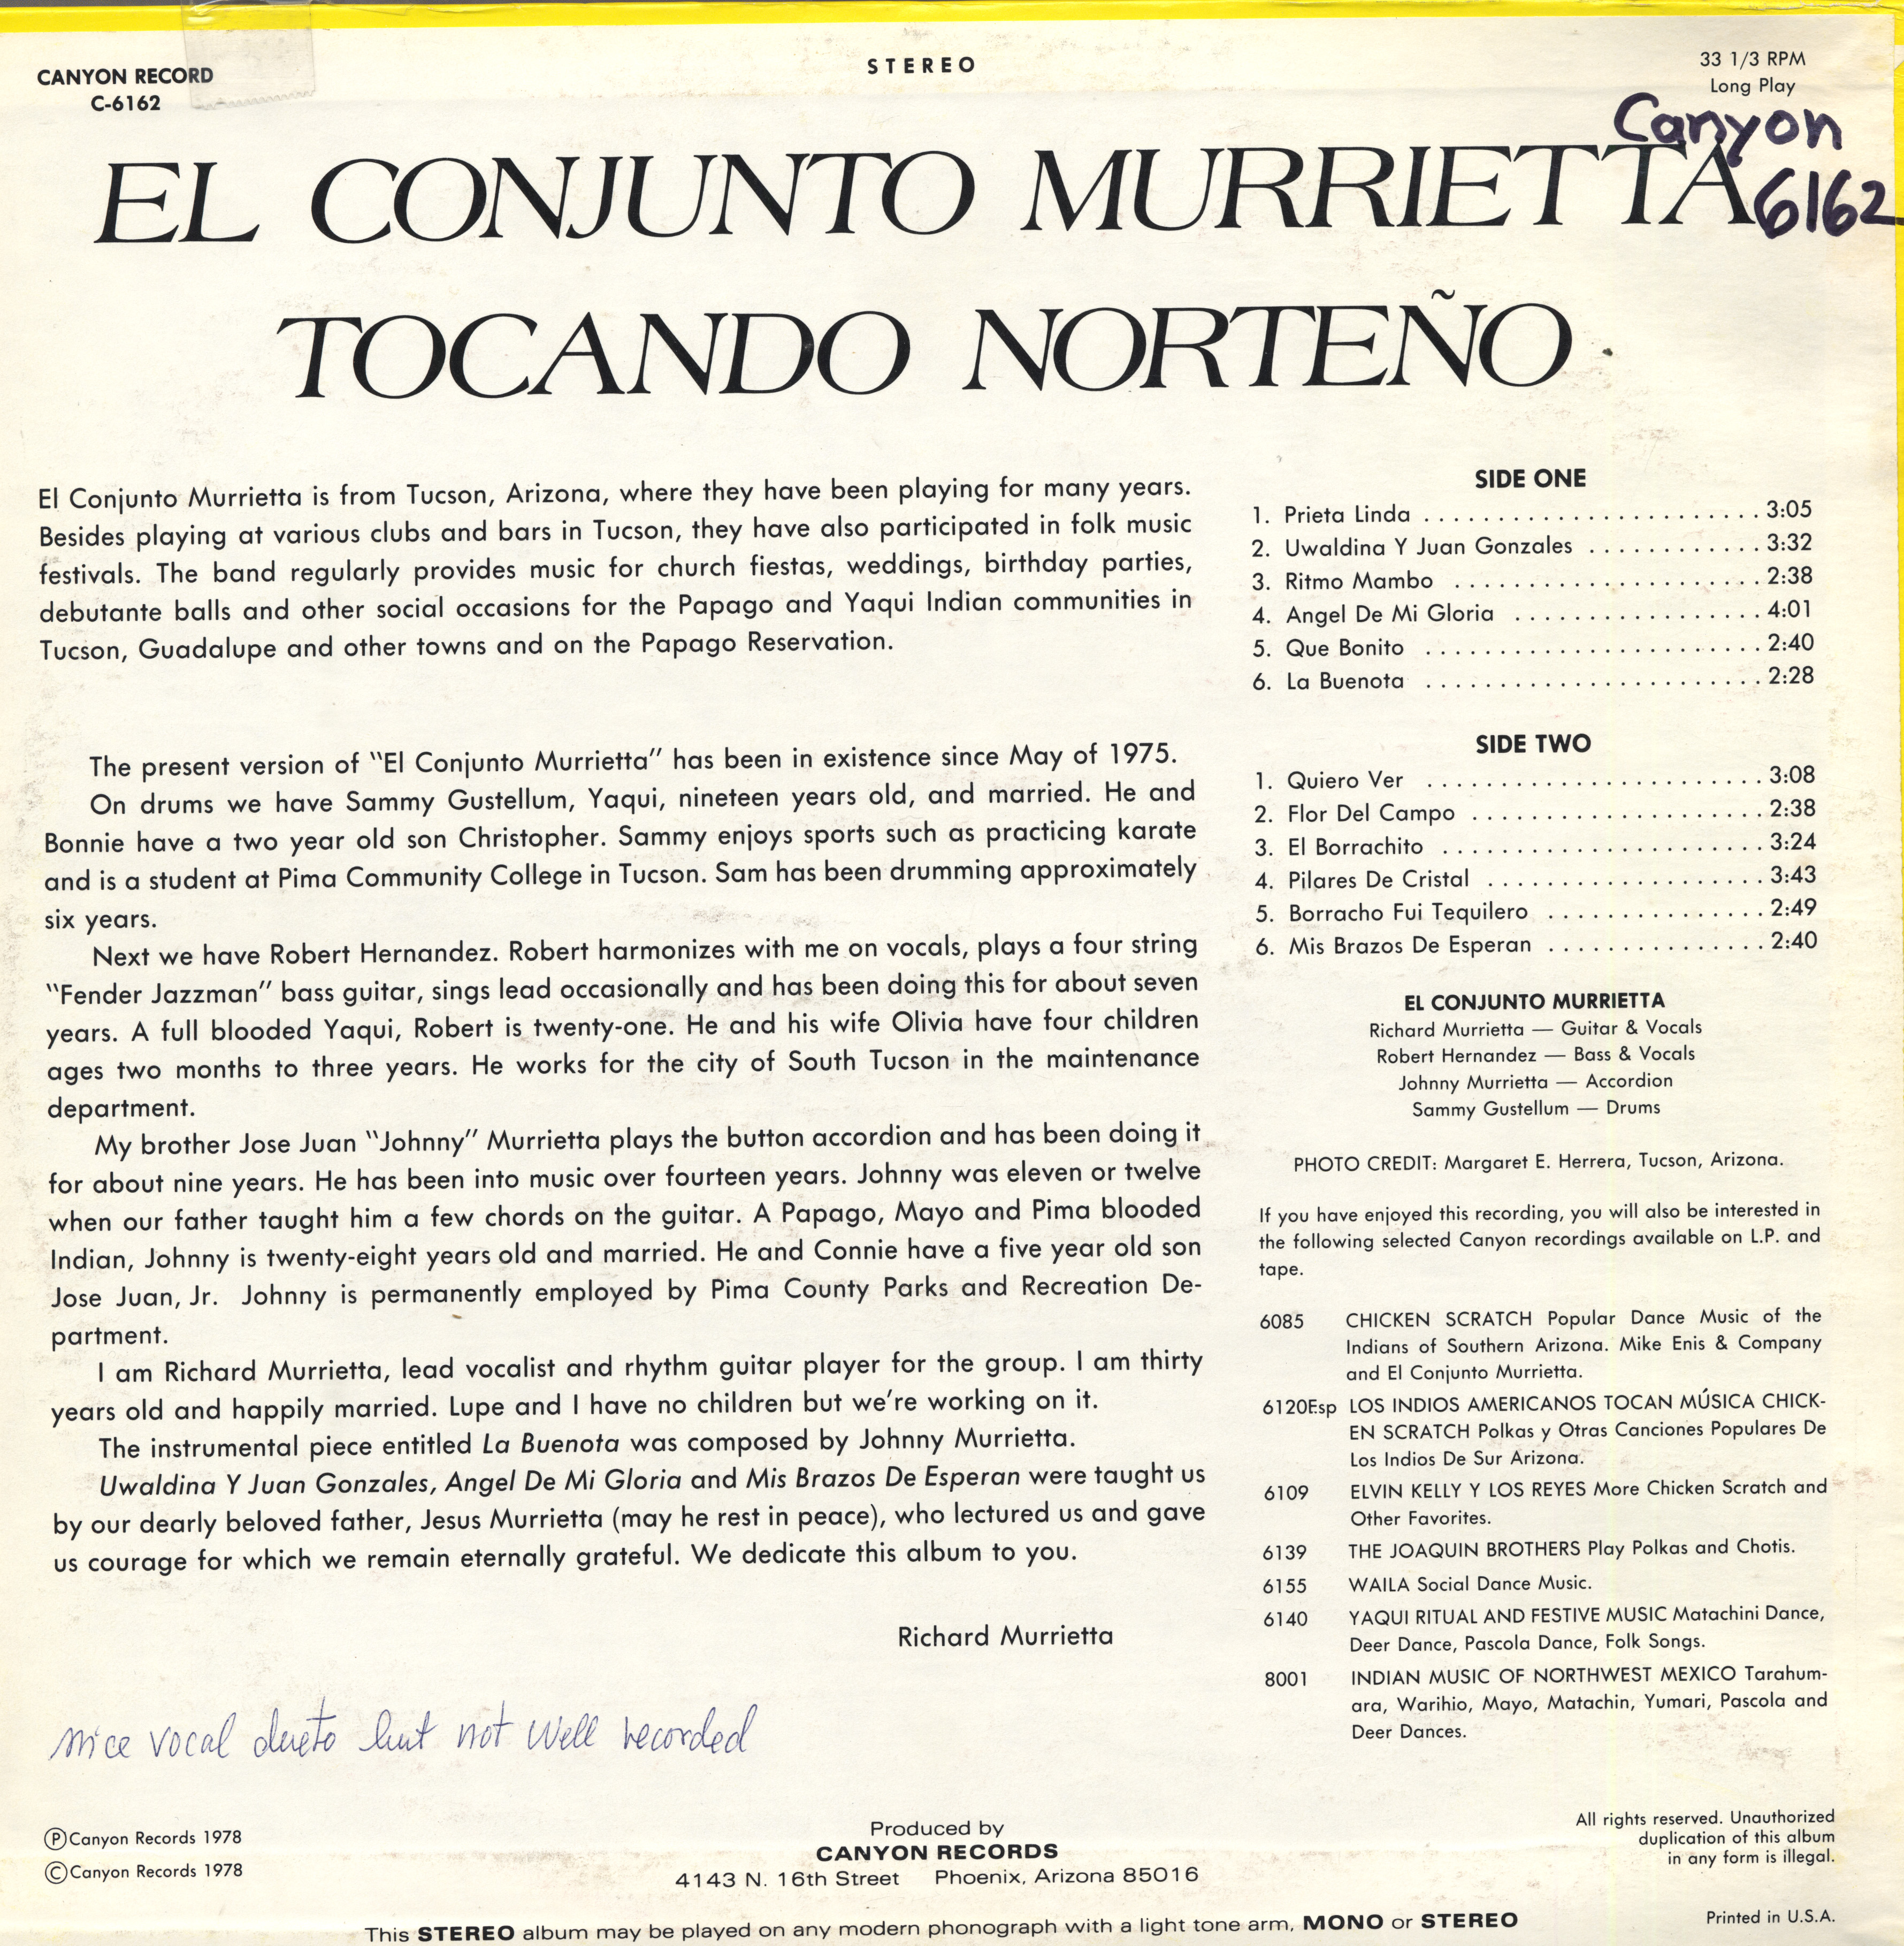 CANYON RECORD
C-6162
STEREO
33 1/3 RPM
Long Play
Canyon
6162
EL CONJUNTO MURRIETTA
TOCANDO NORTEÑO
El Conjunto Murrietta is from Tucson, Arizona, where they have been playing for many years.
Besides playing at various clubs and bars in Tucson, they have also participated in folk music
festivals. The band regularly provides music for church fiestas, weddings, birthday parties,
debutante balls and other social occasions for the Papago and Yaqui Indian communities in
Tucson, Guadalupe and other towns and on the Papago Reservation.
The present version of "El Conjunto Murrietta" has been in existence since May of 1975.
On drums we have Sammy Gustellum, Yaqui, nineteen years old, and married. He and
Bonnie have a two year old son Christopher. Sammy enjoys sports such as practicing karate
and is a student at Pima Community College in Tucson. Sam has been drumming approximately
six years.
Next we have Robert Hernandez. Robert harmonizes with me on vocals, plays a four string
"Fender Jazzman" bass guitar, sings lead occasionally and has been doing this for about seven
years. A full blooded Yaqui, Robert is twenty-one. He and his wife Olivia have four children
ages two months to three years. He works for the city of South Tucson in the maintenance
department.
My brother Jose Juan "Johnny" Murrietta plays the button accordion and has been doing it
for about nine years. He has been into music over fourteen years. Johnny was eleven or twelve
when our father taught him a few chords on the guitar. A Papago, Mayo and Pima blooded
Indian, Johnny is twenty-eight years old and married. He and Connie have a five year old son
Jose Juan, Jr. Johnny is permanently employed by Pima County Parks and Recreation De-
partment.
I am Richard Murrietta, lead vocalist and rhythm guitar player for the group. I am thirty
years old and happily married. Lupe and I have no children but we're working on it.
The instrumental piece entitled La Buenota was composed by Johnny Murrietta.
Uwaldina Y Juan Gonzales, Angel De Mi Gloria and Mis Brazos De Esperan were taught us
by our dearly beloved father, Jesus Murrietta (may he rest in peace), who lectured us and gave
us courage for which we remain eternally grateful. We dedicate this album to you.
Richard Murrietta
nice vocal dueto but not well recorded
SIDE ONE
1. Prieta Linda ....................... 3:05
2. Uwaldina Y Juan Gonzales ............ 3:32
3. Ritmo Mambo ..................... 2:38
4. Angel De Mi Gloria ................. 4:01
5. Que Bonito ....................... 2:40
6. La Buenota ....................... 2:28
SIDE TWO
1. Quiero Ver ....................... 3:08
2. Flor Del Campo .................... 2:38
3. El Borrachito ...................... 3:24
4. Pilares De Cristal ................... 3:43
5. Borracho Fui Tequilero ............... 2:49
6. Mis Brazos De Esperan ............... 2:40
EL CONJUNTO MURRIETTA
Richard Murrietta — Guitar & Vocals
Robert Hernandez — Bass & Vocals
Johnny Murrietta — Accordion
Sammy Gustellum — Drums
PHOTO CREDIT: Margaret E. Herrera, Tucson, Arizona.
If you have enjoyed this recording, you will also be interested in
the following selected Canyon recordings available on L.P. and
tape.
6085 CHICKEN SCRATCH Popular Dance Music of the
Indians of Southern Arizona. Mike Enis & Company
and El Conjunto Murrietta.
6120Esp LOS INDIOS AMERICANOS TOCAN MÚSICA CHICK-
EN SCRATCH Polkas y Otras Canciones Populares De
Los Indios De Sur Arizona.
6109 ELVIN KELLY Y LOS REYES More Chicken Scratch and
Other Favorites.
6139 THE JOAQUIN BROTHERS Play Polkas and Chotis.
6155 WAILA Social Dance Music.
6140 YAQUI RITUAL AND FESTIVE MUSIC Matachini Dance,
Deer Dance, Pascola Dance, Folk Songs.
8001 INDIAN MUSIC OF NORTHWEST MEXICO Tarahum-
ara, Warihio, Mayo, Matachin, Yumari, Pascola and
Deer Dances.
Ⓟ Canyon Records 1978
© Canyon Records 1978
Produced by
CANYON RECORDS
4143 N. 16th Street Phoenix, Arizona 85016
All rights reserved. Unauthorized
duplication of this album
in any form is illegal.
This STEREO album may be played on any modern phonograph with a light tone arm, MONO or STEREO
Printed in U.S.A.